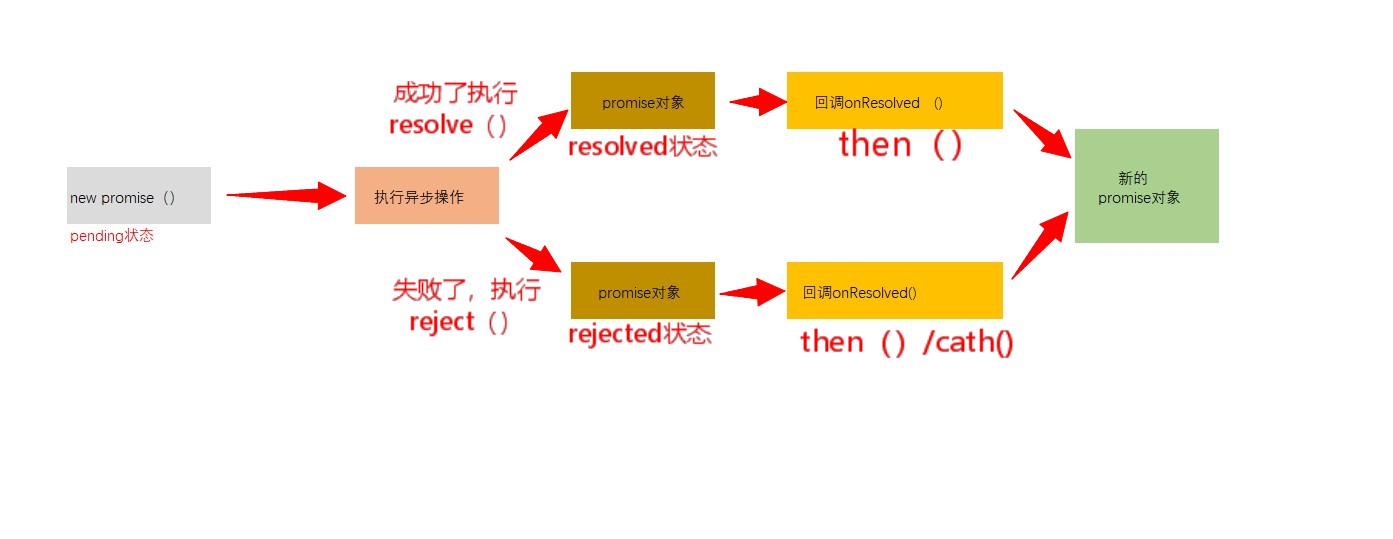 new promise（）
pending状态
执行异步操作
成功了执行
resolve（）
promise对象
resolved状态
回调onResolved （)
then（）
失败了，执行
reject（）
promise对象
rejected状态
回调onResolved()
then（）/cath()
新的
promise对象